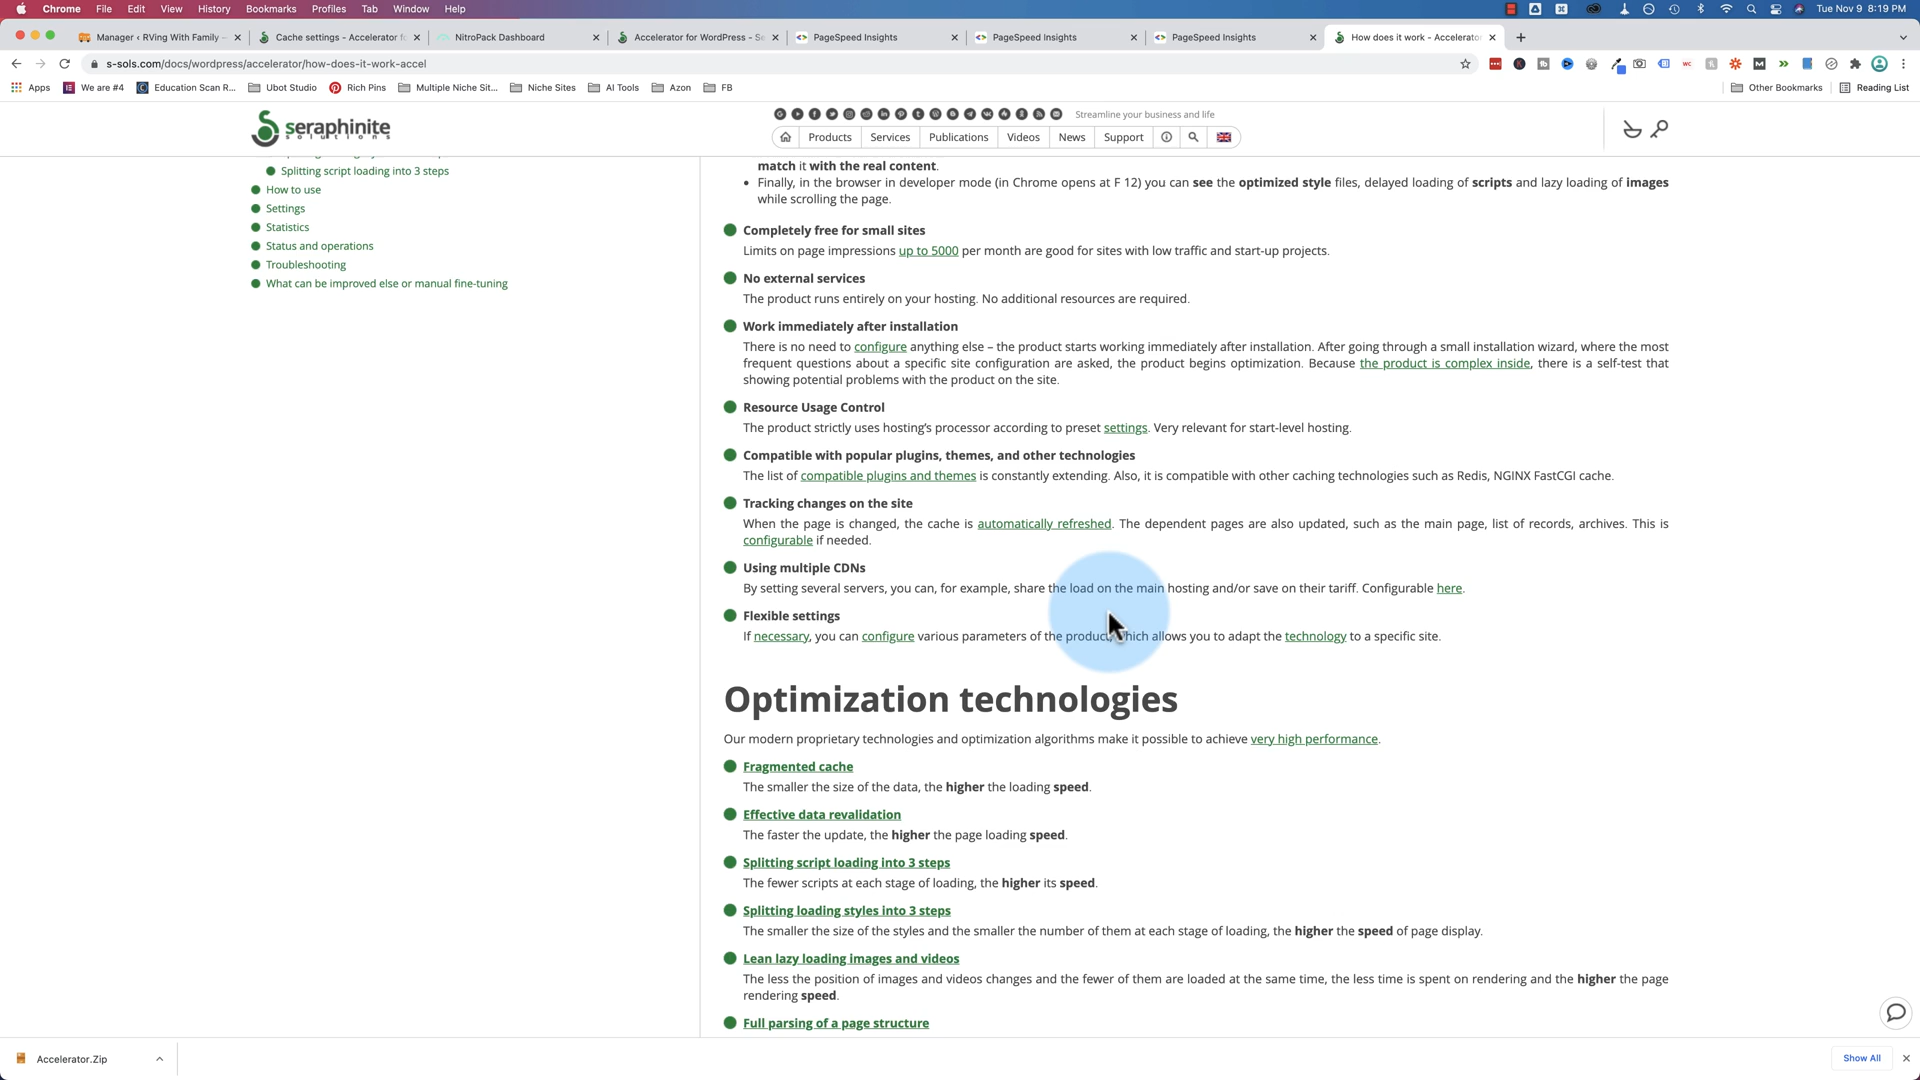 Chrome File Edit View History Bookmarks Profiles Tab Window Help Tue Nov 9 8:19 PM
Manager ‹ RVing With Family - Cache settings - Accelerator f NitroPack Dashboard Accelerator for WordPress - Se PageSpeed Insights PageSpeed Insights PageSpeed Insights How does it work - Accelerator
s-sols.com/docs/wordpress/accelerator/how-does-it-work-accel
Apps We are #4 Education Scan R... Ubot Studio Rich Pins Multiple Niche Sit... Niche Sites AI Tools Azon FB Other Bookmarks Reading List
seraphinite
solutions
Streamline your business and life
Products Services Publications Videos News Support
Splitting script loading into 3 steps
How to use
Settings
Statistics
Status and operations
Troubleshooting
What can be improved else or manual fine-tuning
match it with the real content.
• Finally, in the browser in developer mode (in Chrome opens at F 12) you can see the optimized style files, delayed loading of scripts and lazy loading of images
while scrolling the page.
Completely free for small sites
Limits on page impressions up to 5000 per month are good for sites with low traffic and start-up projects.
No external services
The product runs entirely on your hosting. No additional resources are required.
Work immediately after installation
There is no need to configure anything else – the product starts working immediately after installation. After going through a small installation wizard, where the most
frequent questions about a specific site configuration are asked, the product begins optimization. Because the product is complex inside, there is a self-test that
showing potential problems with the product on the site.
Resource Usage Control
The product strictly uses hosting's processor according to preset settings. Very relevant for start-level hosting.
Compatible with popular plugins, themes, and other technologies
The list of compatible plugins and themes is constantly extending. Also, it is compatible with other caching technologies such as Redis, NGINX FastCGI cache.
Tracking changes on the site
When the page is changed, the cache is automatically refreshed. The dependent pages are also updated, such as the main page, list of records, archives. This is
configurable if needed.
Using multiple CDNs
By setting several servers, you can, for example, share the load on the main hosting and/or save on their tariff. Configurable here.
Flexible settings
If necessary, you can configure various parameters of the product, which allows you to adapt the technology to a specific site.
Optimization technologies
Our modern proprietary technologies and optimization algorithms make it possible to achieve very high performance.
Fragmented cache
The smaller the size of the data, the higher the loading speed.
Effective data revalidation
The faster the update, the higher the page loading speed.
Splitting script loading into 3 steps
The fewer scripts at each stage of loading, the higher its speed.
Splitting loading styles into 3 steps
The smaller the size of the styles and the smaller the number of them at each stage of loading, the higher the speed of page display.
Lean lazy loading images and videos
The less the position of images and videos changes and the fewer of them are loaded at the same time, the less time is spent on rendering and the higher the page
rendering speed.
Full parsing of a page structure
Accelerator.Zip Show All